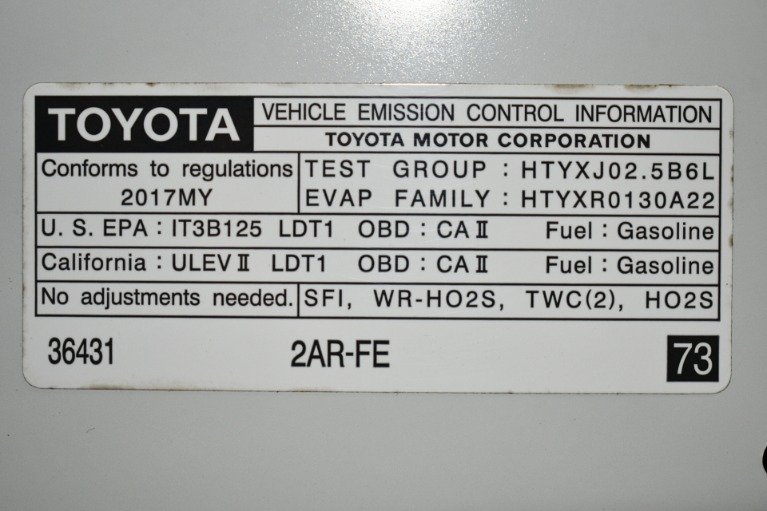 TOYOTA
VEHICLE EMISSION CONTROL INFORMATION
TOYOTA MOTOR CORPORATION
Conforms to regulations
2017MY
TEST GROUP : HTYXJ02.5B6L
EVAP FAMILY : HTYXR0130A22
U. S. EPA : IT3B125 LDT1 OBD : CA II Fuel : Gasoline
California : ULEV II LDT1 OBD : CA II Fuel : Gasoline
No adjustments needed. SFI, WR-HO2S, TWC(2), HO2S
36431 2AR-FE 73